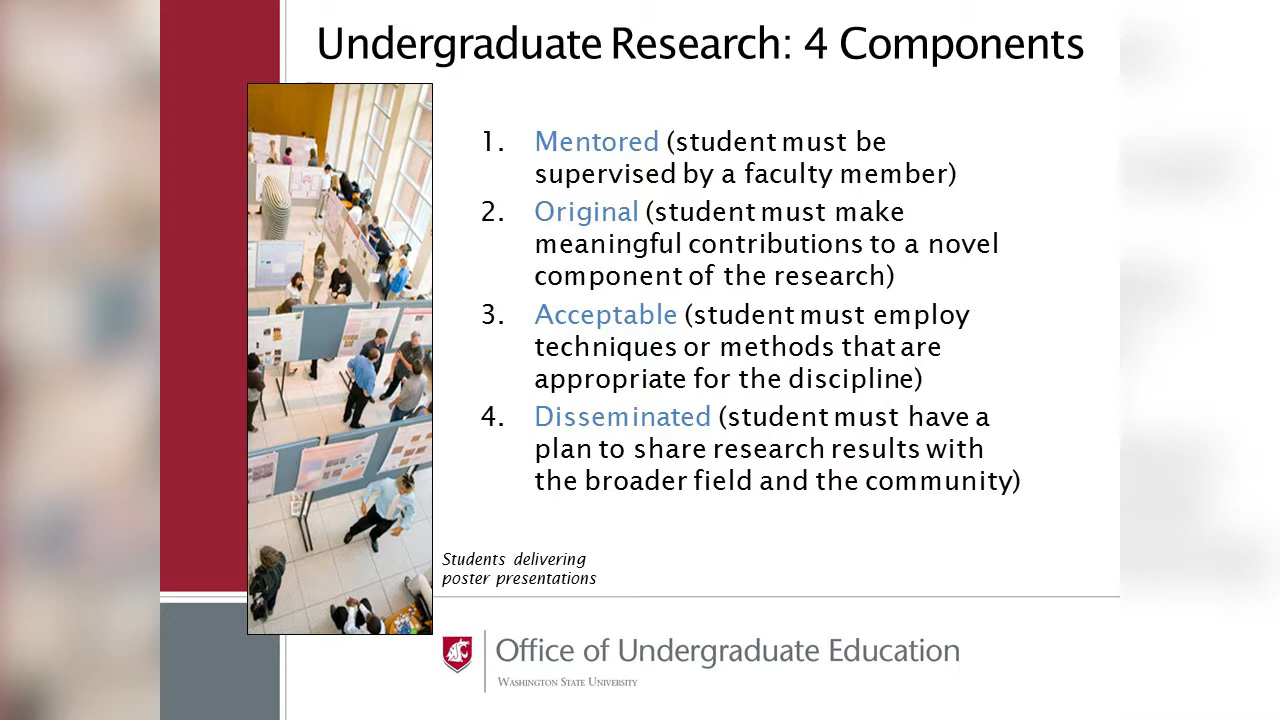 Undergraduate Research: 4 Components
1. Mentored (student must be
supervised by a faculty member)
2. Original (student must make
meaningful contributions to a novel
component of the research)
3. Acceptable (student must employ
techniques or methods that are
appropriate for the discipline)
4. Disseminated (student must have a
plan to share research results with
the broader field and the community)
Students delivering
poster presentations
Office of Undergraduate Education
WASHINGTON STATE UNIVERSITY